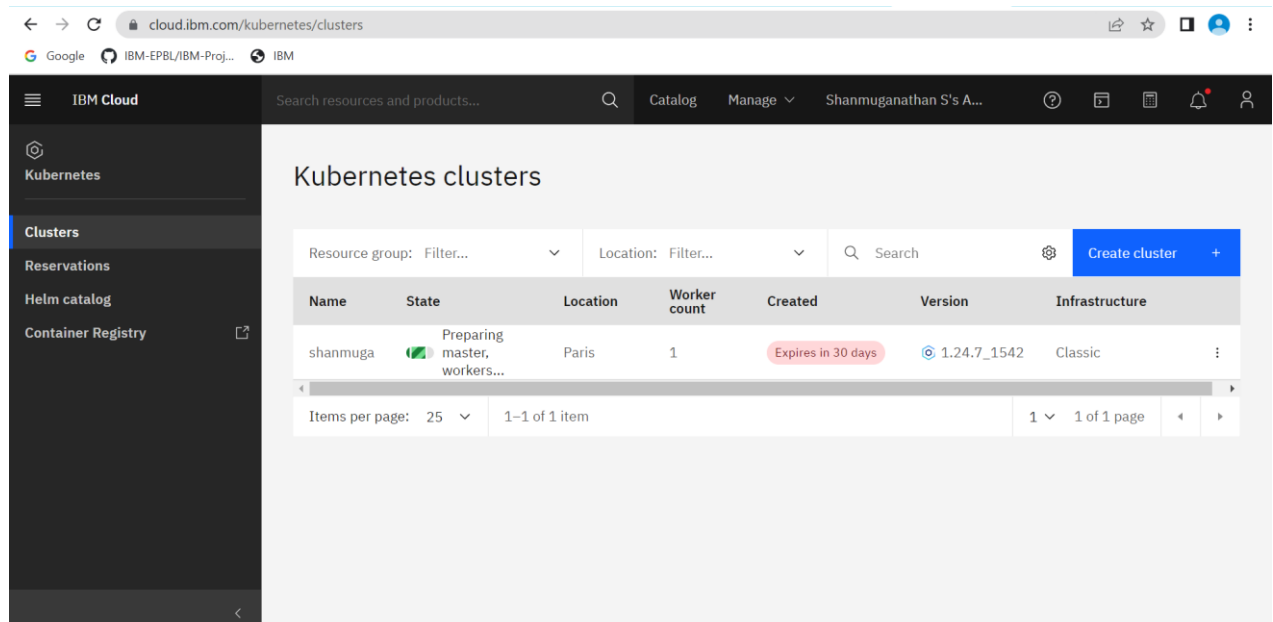 cloud.ibm.com/kubernetes/clusters
Google IBM-EPBL/IBM-Proj... IBM
IBM Cloud Search resources and products... Catalog Manage Shanmuganathan S's A...
Kubernetes
Clusters
Reservations
Helm catalog
Container Registry
Kubernetes clusters
Resource group: Filter... Location: Filter... Search Create cluster +
Name State Location Worker count Created Version Infrastructure
shanmuga Preparing master, workers... Paris 1 Expires in 30 days 1.24.7_1542 Classic
Items per page: 25 1–1 of 1 item 1 1 of 1 page